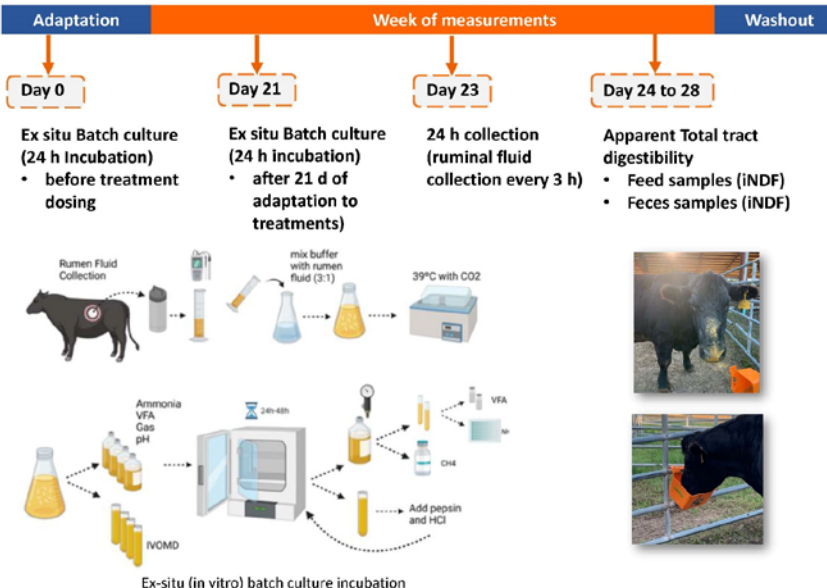 Adaptation
Week of measurements
Washout
Day 0
Day 21
Day 23
Day 24 to 28
Ex situ Batch culture
(24 h Incubation)
• before treatment
dosing
Ex situ Batch culture
(24 h incubation)
• after 21 d of
adaptation to
treatments)
24 h collection
(ruminal fluid
collection every 3 h)
Apparent Total tract
digestibility
• Feed samples (iNDF)
• Feces samples (iNDF)
Rumen Fluid
Collection
mix buffer
with rumen
fluid (3:1)
39ºC with CO2
Ammonia
VFA
Gas
pH
IVOMD
24h-48h
VFA
CH4
Add pepsin
and HCl
Ex-situ (in vitro) batch culture incubation